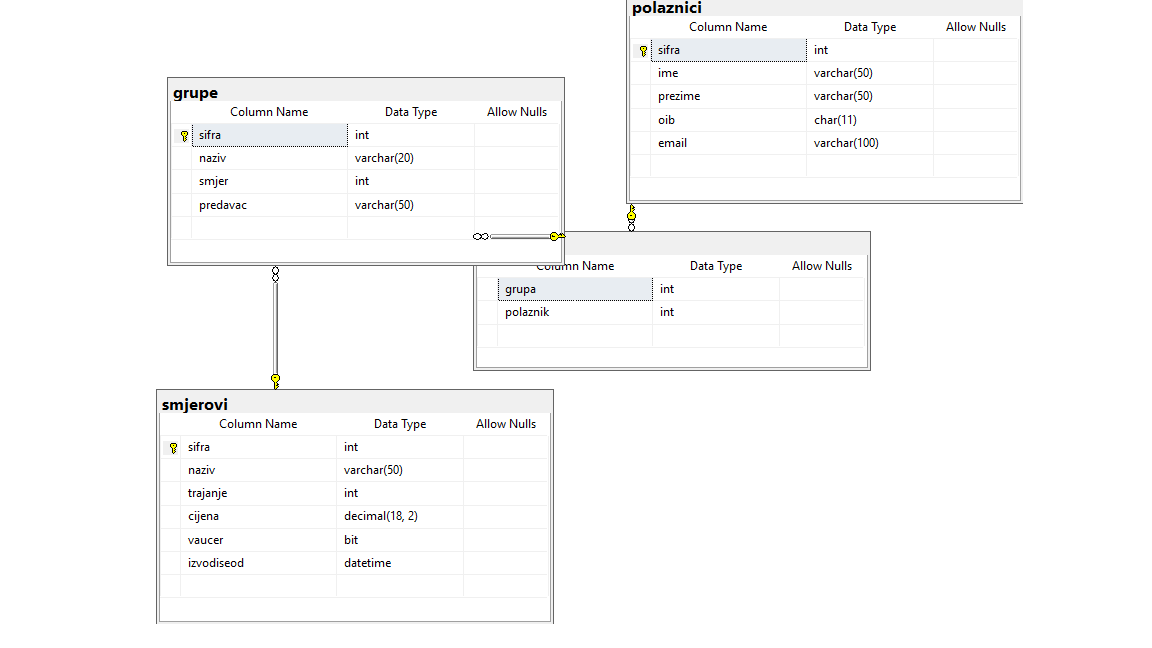 polaznici
Column Name Data Type Allow Nulls
sifra int
ime varchar(50)
prezime varchar(50)
oib char(11)
email varchar(100)
grupe
Column Name Data Type Allow Nulls
sifra int
naziv varchar(20)
smjer int
predavac varchar(50)
Column Name Data Type Allow Nulls
grupa int
polaznik int
smjerovi
Column Name Data Type Allow Nulls
sifra int
naziv varchar(50)
trajanje int
cijena decimal(18, 2)
vaucer bit
izvodiseod datetime